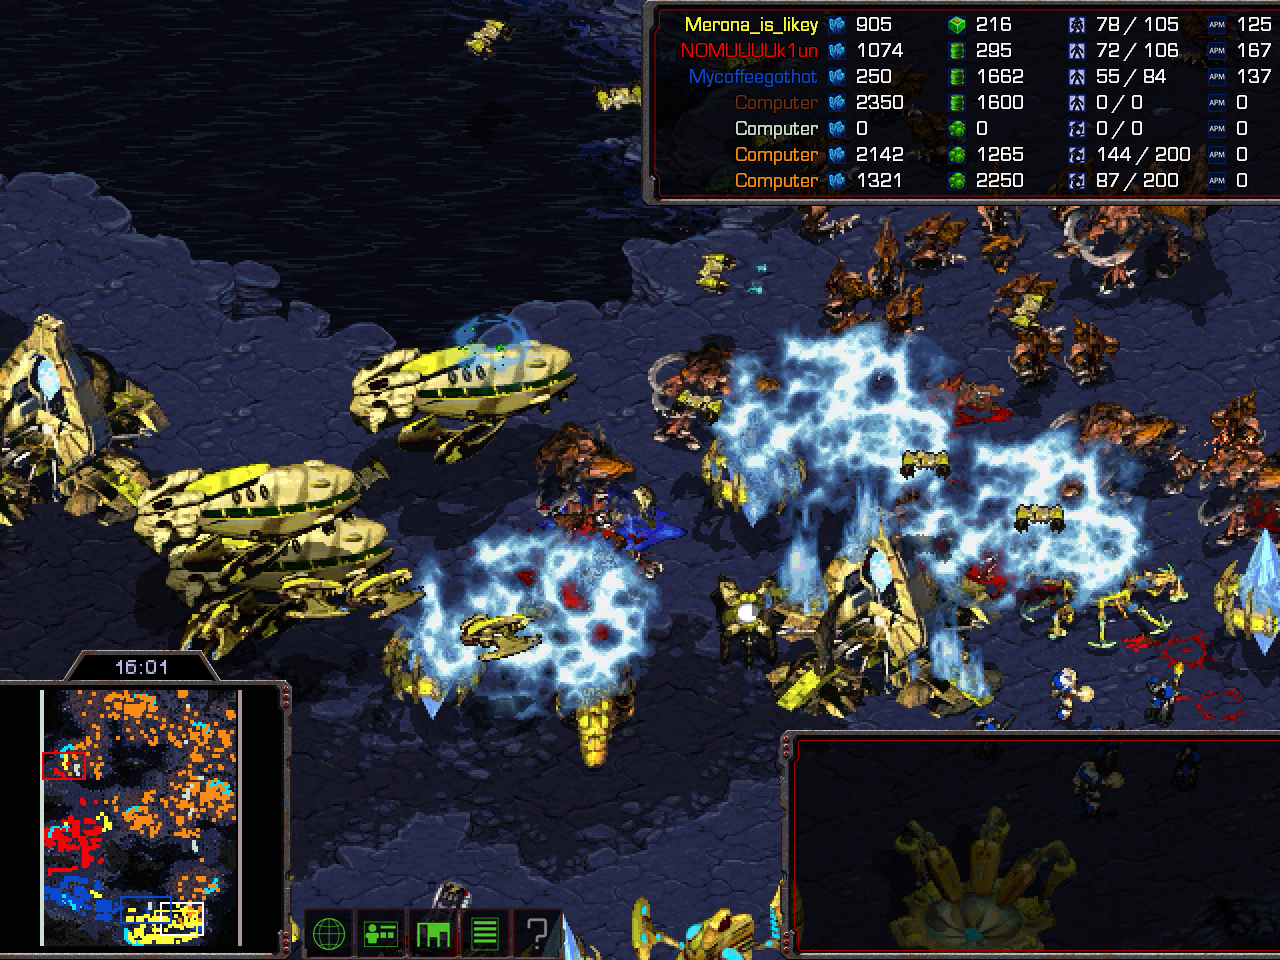 Merona_is_likey 905 216 78 / 105 APM 125
NOMUUUUk1un 1074 295 72 / 106 APM 167
Mycoffeegothot 250 1662 55 / 84 APM 137
Computer 2350 1600 0 / 0 APM 0
Computer 0 0 0 / 0 APM 0
Computer 2142 1265 144 / 200 APM 0
Computer 1321 2250 87 / 200 APM 0
16:01
?